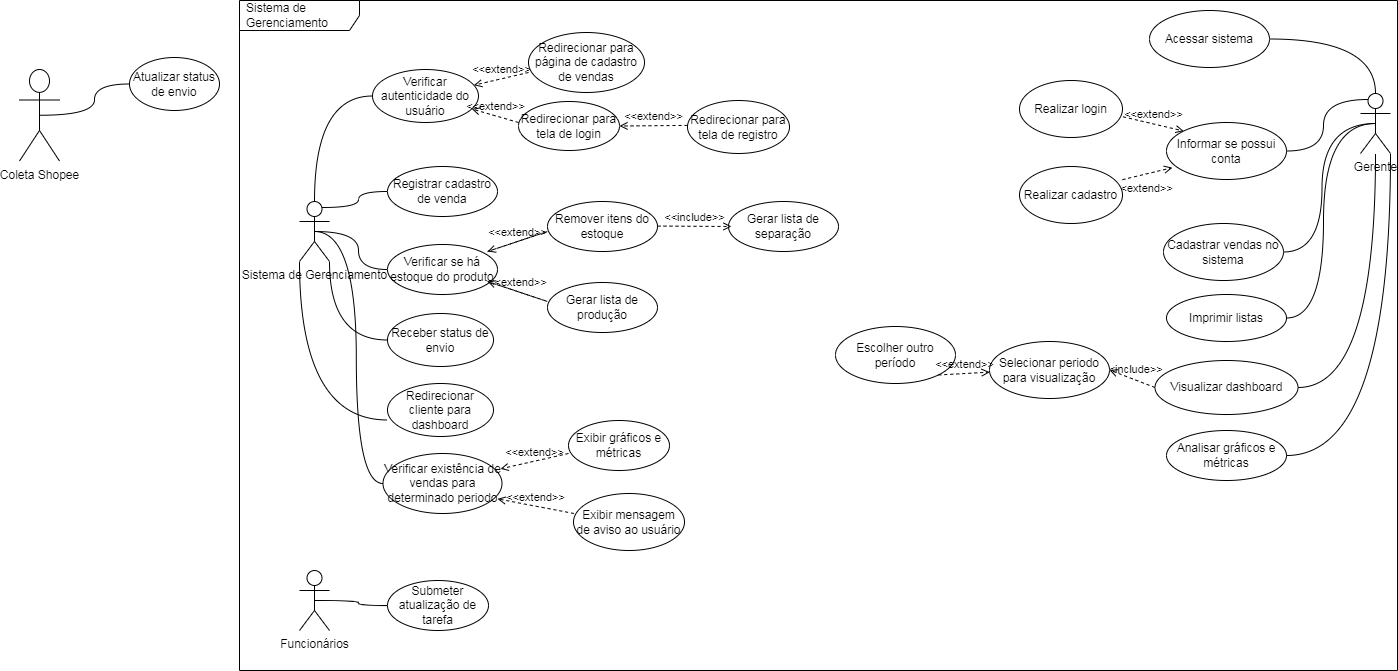 Sistema de
Gerenciamento
Atualizar status
de envio
Coleta Shopee
Verificar
autenticidade do
usuário
<<extend>>
Redirecionar para
página de cadastro
de vendas
<<extend>>
Redirecionar para
tela de login
<<extend>>
Redirecionar para
tela de registro
Registrar cadastro
de venda
Sistema de Gerenciamento
Verificar se há
estoque do produto
<<extend>>
Remover itens do
estoque
<<include>>
Gerar lista de
separação
<<extend>>
Gerar lista de
produção
Receber status de
envio
Redirecionar
cliente para
dashboard
Verificar existência de
vendas para
determinado periodo
<<extend>>
Exibir gráficos e
métricas
<<extend>>
Exibir mensagem
de aviso ao usuário
Funcionários
Submeter
atualização de
tarefa
Acessar sistema
Realizar login
<<extend>>
Informar se possui
conta
Realizar cadastro
<<extend>>
Gerente
Cadastrar vendas no
sistema
Imprimir listas
Escolher outro
período
<<extend>>
Selecionar periodo
para visualização
<<include>>
Visualizar dashboard
Analisar gráficos e
métricas